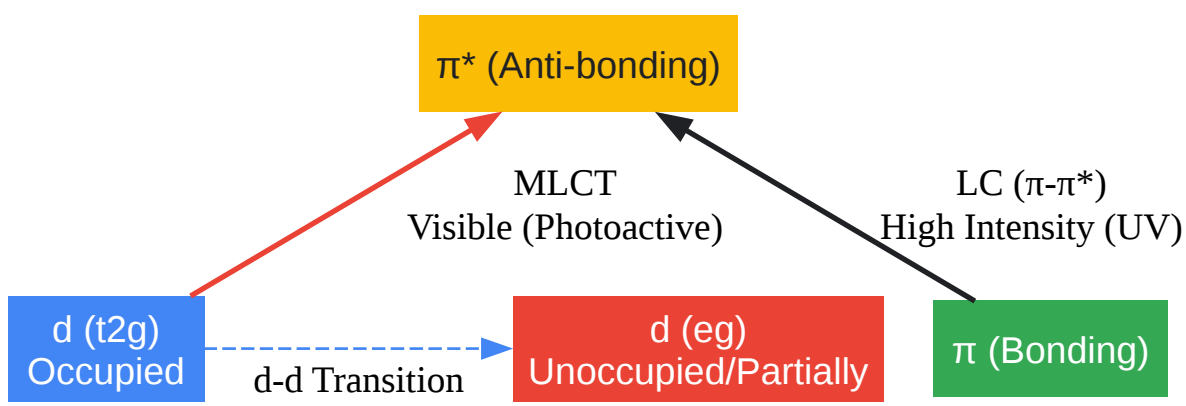 π* (Anti-bonding)
MLCT
Visible (Photoactive)
LC (π-π*)
High Intensity (UV)
d (t2g)
Occupied
d-d Transition
d (eg)
Unoccupied/Partially
π (Bonding)